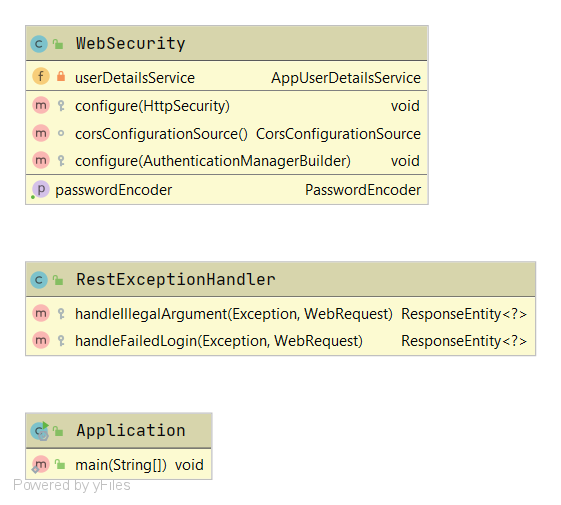 C WebSecurity
f userDetailsService AppUserDetailsService
m configure(HttpSecurity) void
m corsConfigurationSource() CorsConfigurationSource
m configure(AuthenticationManagerBuilder) void
p passwordEncoder PasswordEncoder
C RestExceptionHandler
m handleIllegalArgument(Exception, WebRequest) ResponseEntity<?>
m handleFailedLogin(Exception, WebRequest) ResponseEntity<?>
C Application
m main(String[]) void
Powered by yFiles